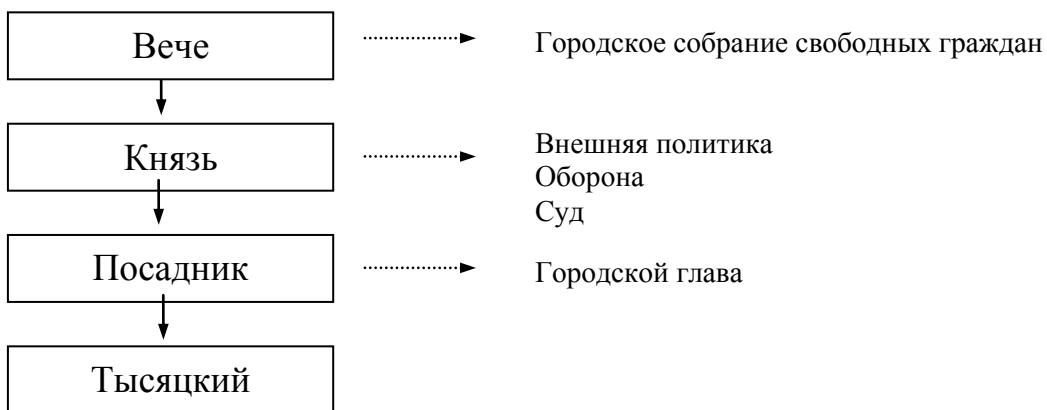 Вече
Городское собрание свободных граждан
Князь
Внешняя политика
Оборона
Суд
Посадник
Городской глава
Тысяцкий